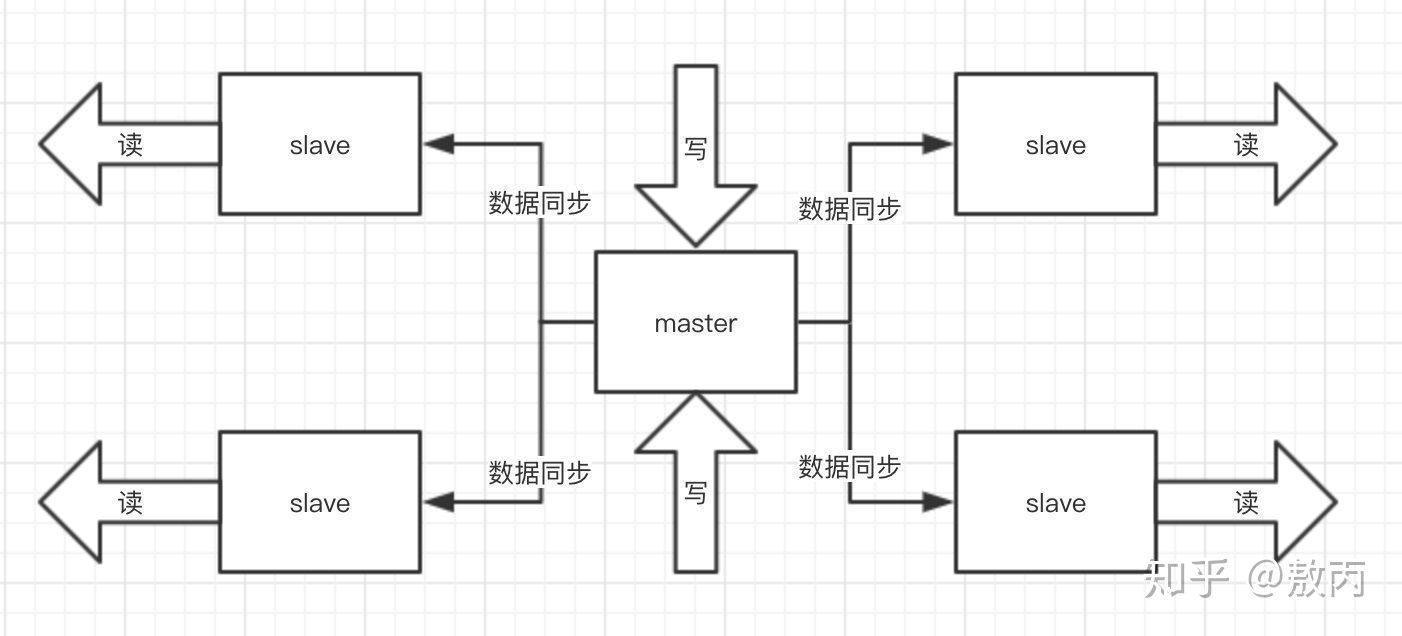 读
slave
写
slave
读
数据同步
数据同步
master
数据同步
数据同步
读
slave
写
slave
读
知乎 @敖丙